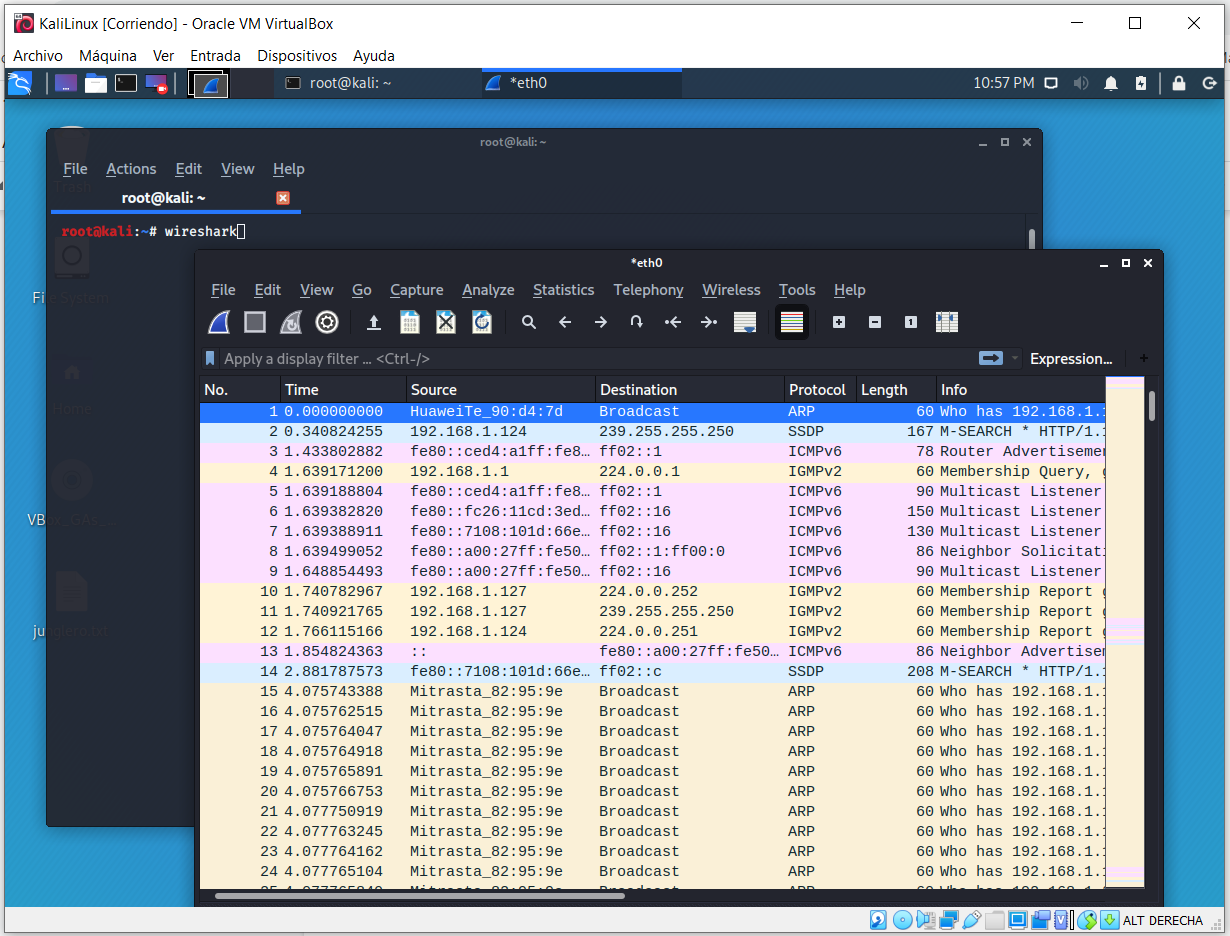 KaliLinux [Corriendo] - Oracle VM VirtualBox
Archivo Máquina Ver Entrada Dispositivos Ayuda
root@kali: ~ *eth0 10:57 PM
root@kali: ~
File Actions Edit View Help
root@kali: ~
root@kali:~# wireshark
*eth0
File System
File Edit View Go Capture Analyze Statistics Telephony Wireless Tools Help
Apply a display filter ... <Ctrl-/> Expression... +
No. Time Source Destination Protocol Length Info
Home
1 0.000000000 HuaweiTe_90:d4:7d Broadcast ARP 60 Who has 192.168.1.1
2 0.340824255 192.168.1.124 239.255.255.250 SSDP 167 M-SEARCH * HTTP/1.1
3 1.433802882 fe80::ced4:a1ff:fe8… ff02::1 ICMPv6 78 Router Advertisemen
4 1.639171200 192.168.1.1 224.0.0.1 IGMPv2 60 Membership Query, g
5 1.639188804 fe80::ced4:a1ff:fe8… ff02::1 ICMPv6 90 Multicast Listener
6 1.639382820 fe80::fc26:11cd:3ed… ff02::16 ICMPv6 150 Multicast Listener
7 1.639388911 fe80::7108:101d:66e… ff02::16 ICMPv6 130 Multicast Listener
8 1.639499052 fe80::a00:27ff:fe50… ff02::1:ff00:0 ICMPv6 86 Neighbor Solicitati
9 1.648854493 fe80::a00:27ff:fe50… ff02::16 ICMPv6 90 Multicast Listener
10 1.740782967 192.168.1.127 224.0.0.252 IGMPv2 60 Membership Report g
11 1.740921765 192.168.1.127 239.255.255.250 IGMPv2 60 Membership Report g
12 1.766115166 192.168.1.124 224.0.0.251 IGMPv2 60 Membership Report g
13 1.854824363 :: fe80::a00:27ff:fe50… ICMPv6 86 Neighbor Advertisem
14 2.881787573 fe80::7108:101d:66e… ff02::c SSDP 208 M-SEARCH * HTTP/1.1
15 4.075743388 Mitrasta_82:95:9e Broadcast ARP 60 Who has 192.168.1.1
16 4.075762515 Mitrasta_82:95:9e Broadcast ARP 60 Who has 192.168.1.1
17 4.075764047 Mitrasta_82:95:9e Broadcast ARP 60 Who has 192.168.1.1
18 4.075764918 Mitrasta_82:95:9e Broadcast ARP 60 Who has 192.168.1.1
19 4.075765891 Mitrasta_82:95:9e Broadcast ARP 60 Who has 192.168.1.1
20 4.075766753 Mitrasta_82:95:9e Broadcast ARP 60 Who has 192.168.1.1
21 4.077750919 Mitrasta_82:95:9e Broadcast ARP 60 Who has 192.168.1.1
22 4.077763245 Mitrasta_82:95:9e Broadcast ARP 60 Who has 192.168.1.1
23 4.077764162 Mitrasta_82:95:9e Broadcast ARP 60 Who has 192.168.1.1
24 4.077765104 Mitrasta_82:95:9e Broadcast ARP 60 Who has 192.168.1.1
ALT DERECHA